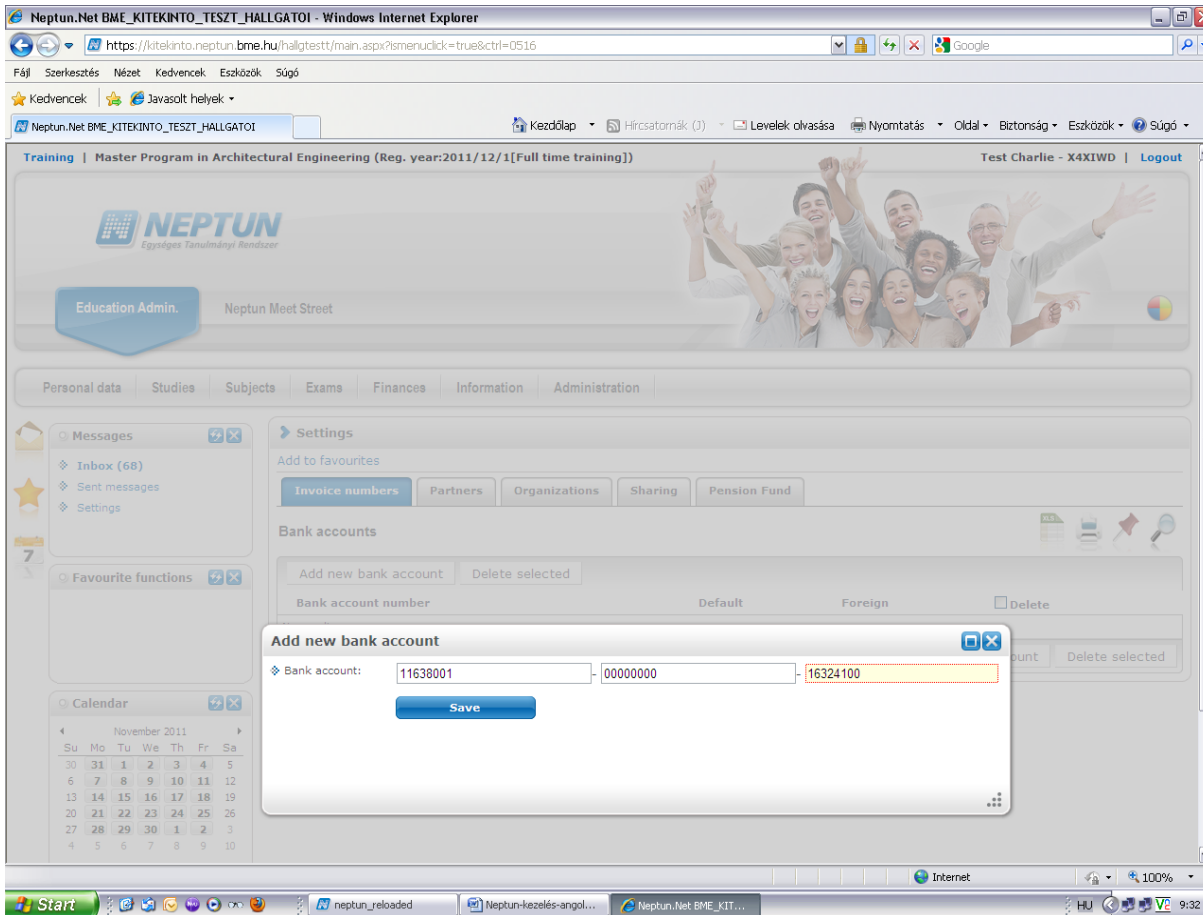 Neptun.Net BME_KITEKINTO_TESZT_HALLGATOI - Windows Internet Explorer
https://kitekinto.neptun.bme.hu/hallgtestt/main.aspx?ismenuclick=true&ctrl=0516
Google
Fájl Szerkesztés Nézet Kedvencek Eszközök Súgó
Kedvencek Javasolt helyek
Neptun.Net BME_KITEKINTO_TESZT_HALLGATOI
Kezdőlap Hírcsatornák (J) Levelek olvasása Nyomtatás Oldal Biztonság Eszközök Súgó
Training | Master Program in Architectural Engineering (Reg. year:2011/12/1[Full time training])
Test Charlie - X4XIWD | Logout
NEPTUN
Egységes Tanulmányi Rendszer
Education Admin. Neptun Meet Street
Personal data Studies Subjects Exams Finances Information Administration
Messages
Inbox (68)
Sent messages
Settings
7
Favourite functions
Calendar
November 2011
Su Mo Tu We Th Fr Sa
30 31 1 2 3 4 5
6 7 8 9 10 11 12
13 14 15 16 17 18 19
20 21 22 23 24 25 26
27 28 29 30 1 2 3
4 5 6 7 8 9 10
Settings
Add to favourites
Invoice numbers Partners Organizations Sharing Pension Fund
Bank accounts
Add new bank account Delete selected
Bank account number Default Foreign Delete
Delete selected
Add new bank account
Bank account: 11638001 - 00000000 - 16324100
Save
Internet 100%
Start neptun_reloaded Neptun-kezelés-angol... Neptun.Net BME_KIT... HU 9:32